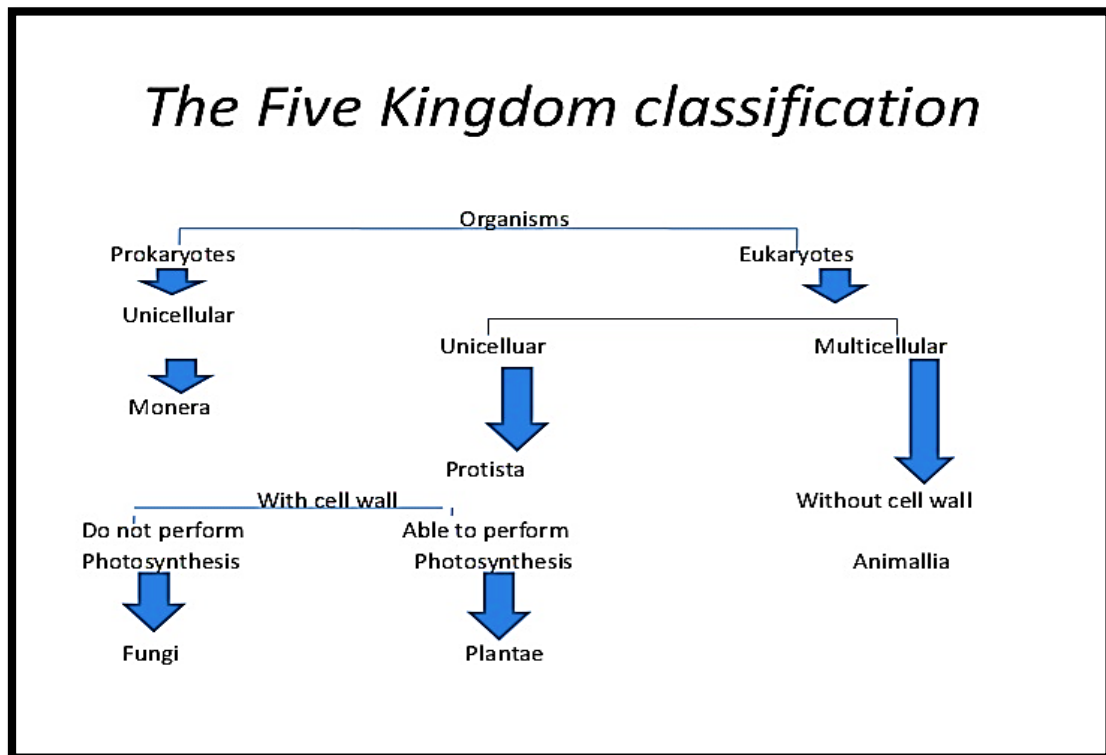 The Five Kingdom classification
Organisms
Prokaryotes
Eukaryotes
Unicellular
Unicelluar
Multicellular
Monera
Protista
With cell wall
Without cell wall
Do not perform
Photosynthesis
Able to perform
Photosynthesis
Animallia
Fungi
Plantae